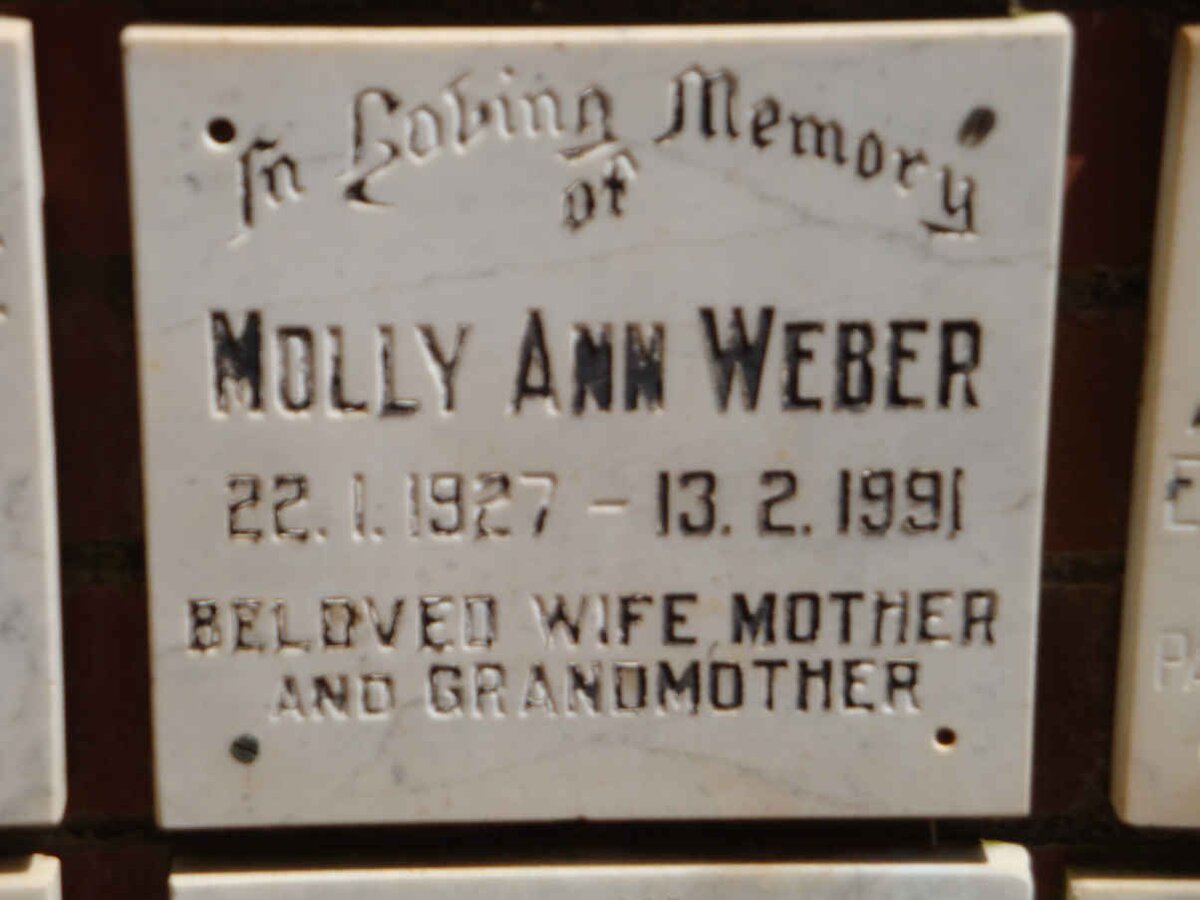 In Loving Memory
of
MOLLY ANN WEBER
22.1.1927 - 13.2.1991
BELOVED WIFE, MOTHER
AND GRANDMOTHER